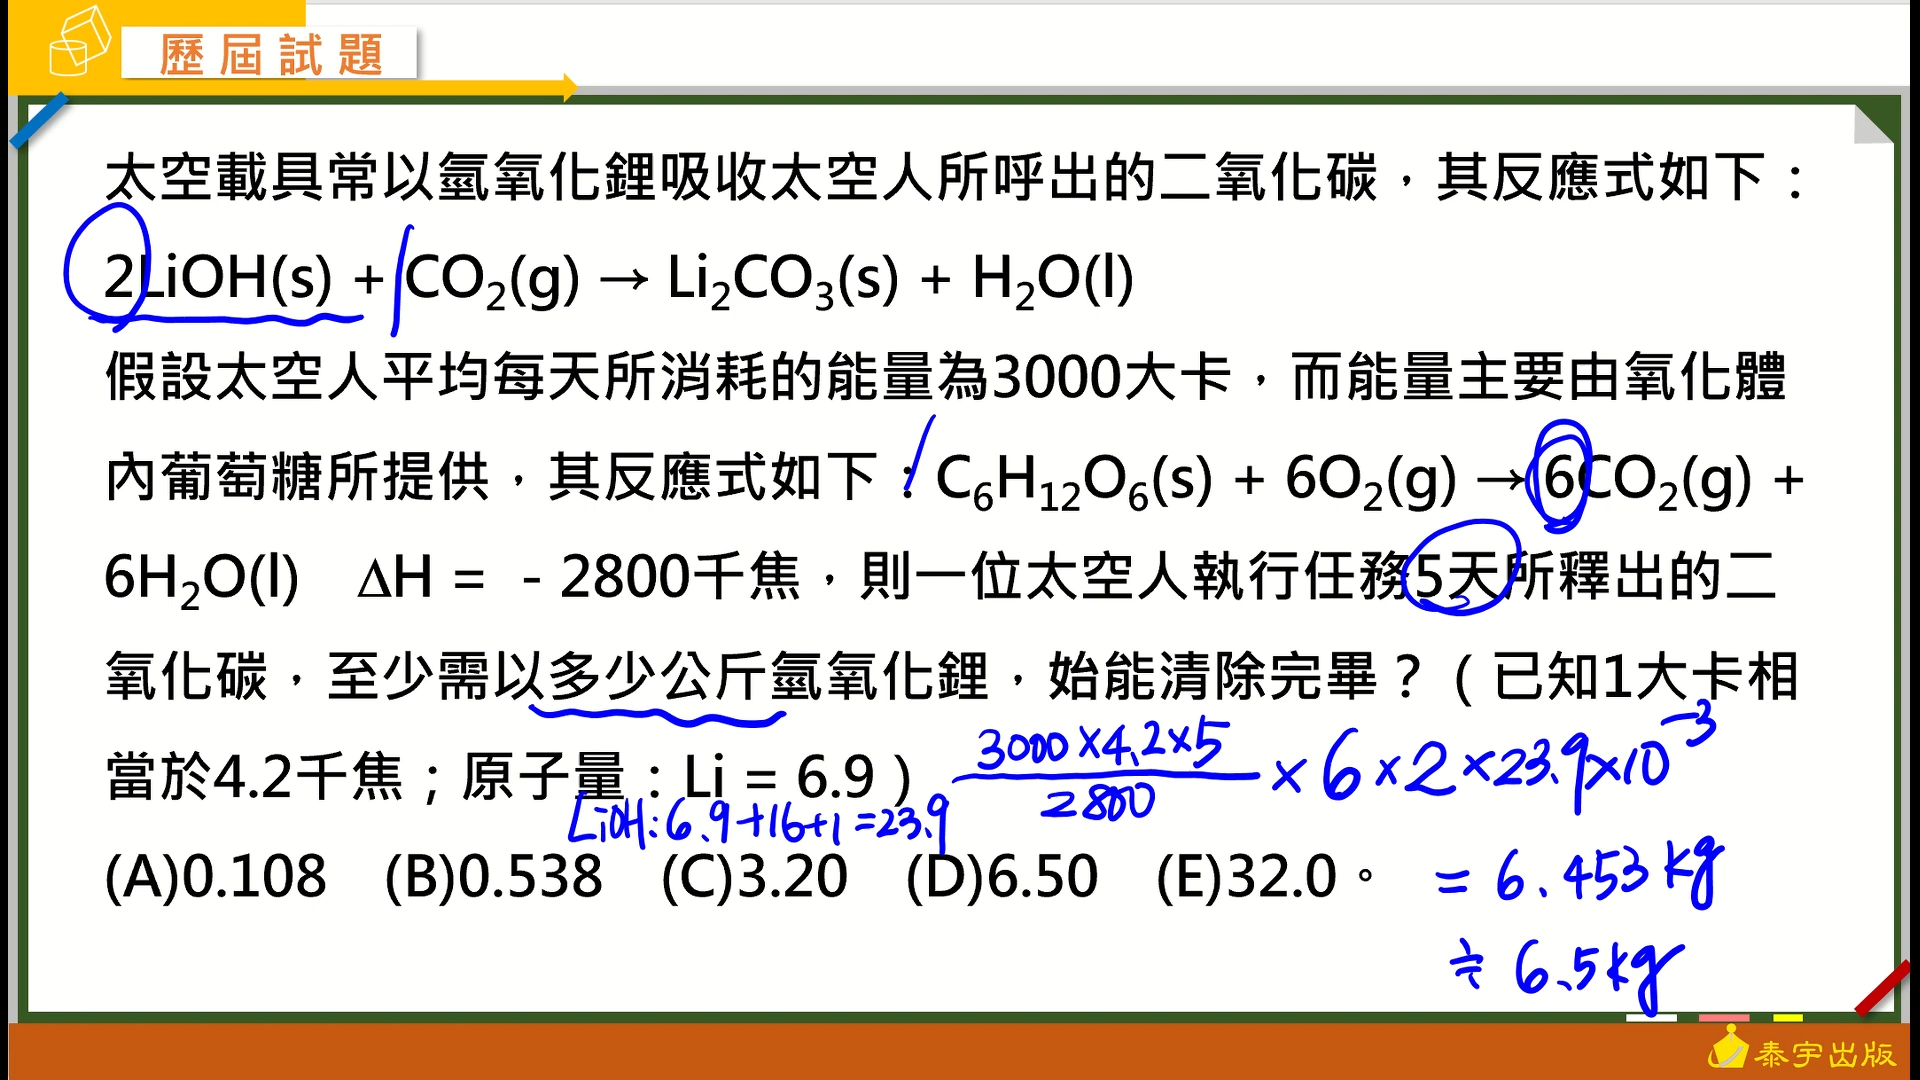 歷屆試題
太空載具常以氫氧化鋰吸收太空人所呼出的二氧化碳，其反應式如下：
2LiOH(s) + CO₂(g) → Li₂CO₃(s) + H₂O(l)
假設太空人平均每天所消耗的能量為3000大卡，而能量主要由氧化體
內葡萄糖所提供，其反應式如下：C₆H₁₂O₆(s) + 6O₂(g) →6CO₂(g) +
6H₂O(l) ΔH = - 2800千焦，則一位太空人執行任務5天所釋出的二
氧化碳，至少需以多少公斤氫氧化鋰，始能清除完畢？（已知1大卡相
當於4.2千焦；原子量：Li = 6.9）
3000×4.2×5 / 2800 ×6×2×23.9×10⁻³
LiOH:6.9+16+1=23.9
(A)0.108 (B)0.538 (C)3.20 (D)6.50 (E)32.0。
= 6.453 kg
≑ 6.5kg
泰宇出版